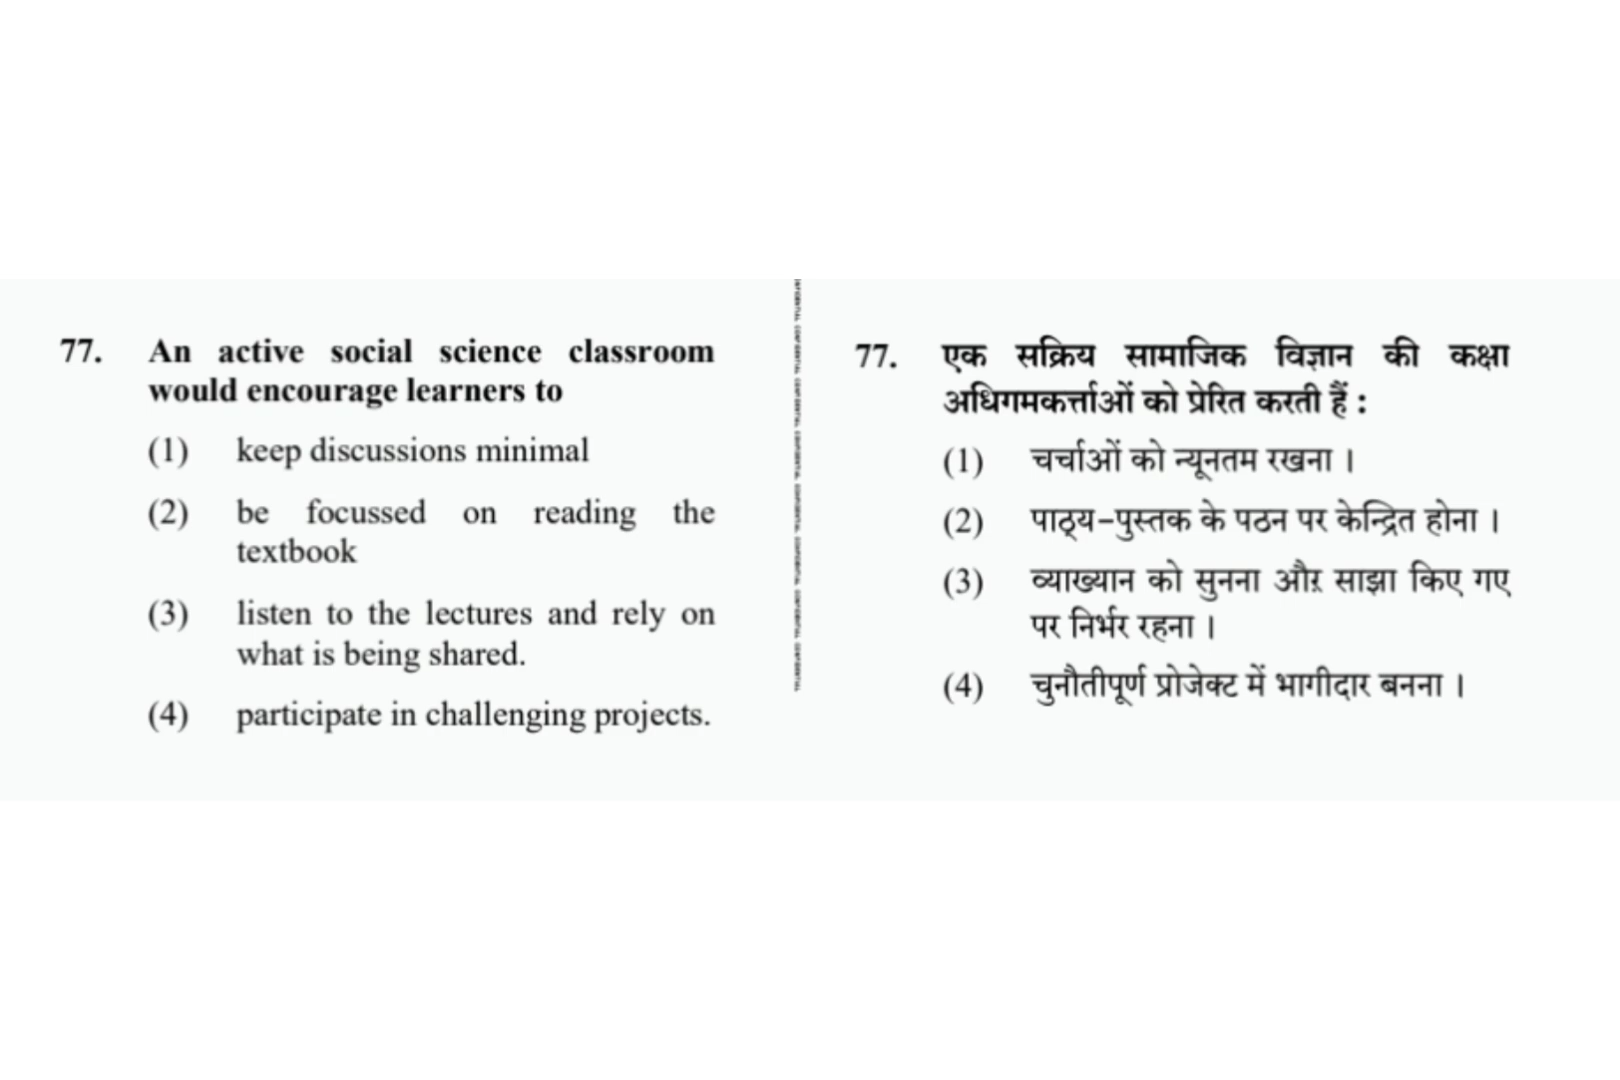 77. An active social science classroom
would encourage learners to
(1) keep discussions minimal
(2) be focussed on reading the
textbook
(3) listen to the lectures and rely on
what is being shared.
(4) participate in challenging projects.
77. एक सक्रिय सामाजिक विज्ञान की कक्षा
अधिगमकर्त्ताओं को प्रेरित करती हैं :
(1) चर्चाओं को न्यूनतम रखना ।
(2) पाठ्य-पुस्तक के पठन पर केन्द्रित होना ।
(3) व्याख्यान को सुनना और साझा किए गए
पर निर्भर रहना ।
(4) चुनौतीपूर्ण प्रोजेक्ट में भागीदार बनना ।